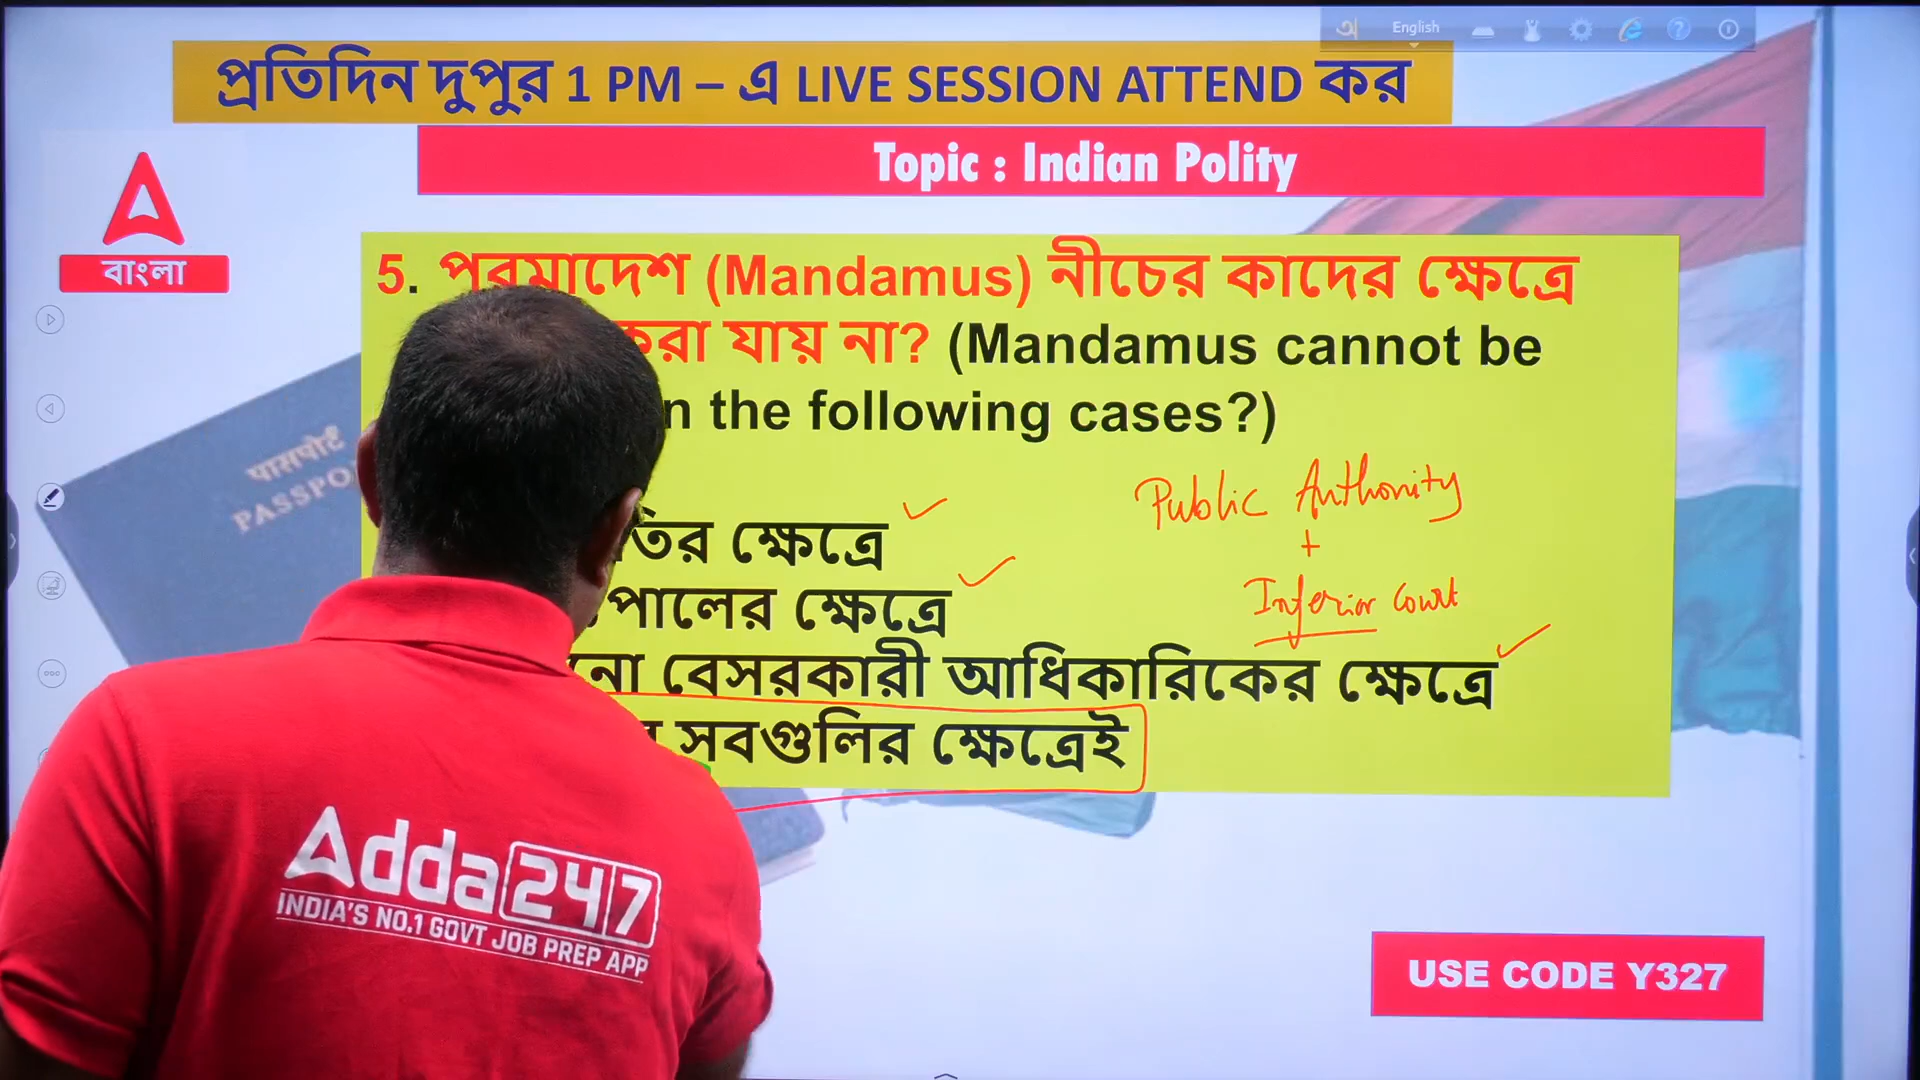 English
প্রতিদিন দুপুর 1 PM – এ LIVE SESSION ATTEND কর
Topic : Indian Polity
বাংলা
5. পরমাদেশ (Mandamus) নীচের কাদের ক্ষেত্রে
করা যায় না? (Mandamus cannot be
n the following cases?)
पासपोर्ट
PASSPO
Public Authority
+
Inferior Court
তির ক্ষেত্রে
পালের ক্ষেত্রে
নো বেসরকারী আধিকারিকের ক্ষেত্রে
সবগুলির ক্ষেত্রেই
Adda247
INDIA'S NO.1 GOVT JOB PREP APP
USE CODE Y327